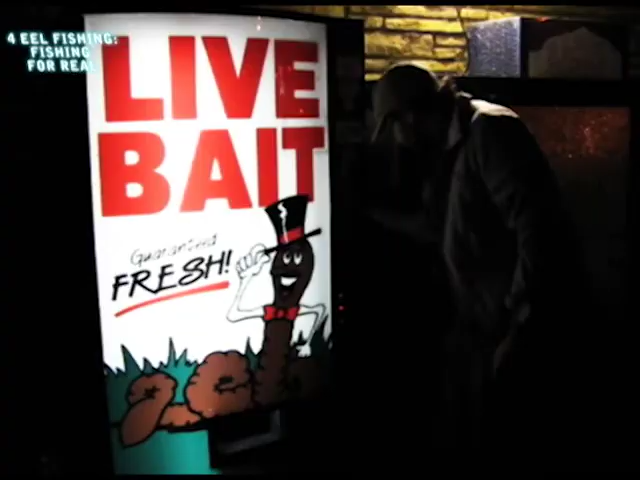 4 EEL FISHING:
FISHING
FOR REAL
LIVE
BAIT
Guaranteed
FRESH!